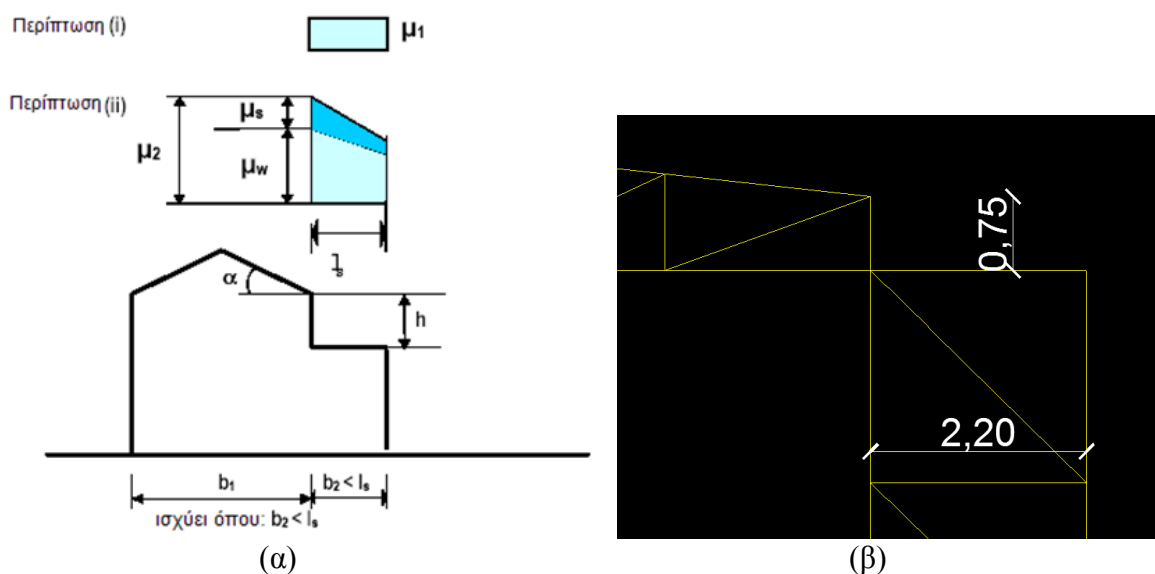 Περίπτωση (i)
μ1
Περίπτωση (ii)
μs
μ2
μw
ls
α
h
b1
b2 < ls
ισχύει όπου: b2 < ls
(α)
0,75
2,20
(β)